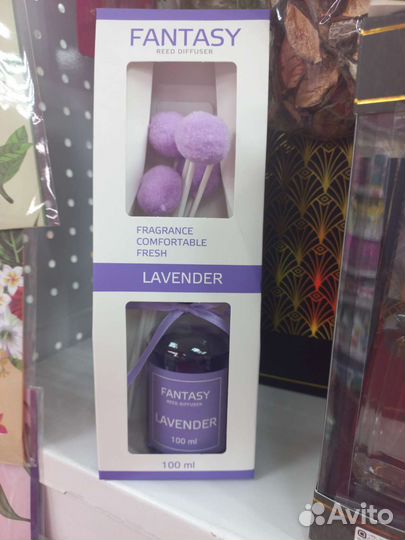 FANTASY
REED DIFFUSER
FRAGRANCE
COMFORTABLE
FRESH
LAVENDER
FANTASY
REED DIFFUSER
LAVENDER
100 ml
100 ml
Avito